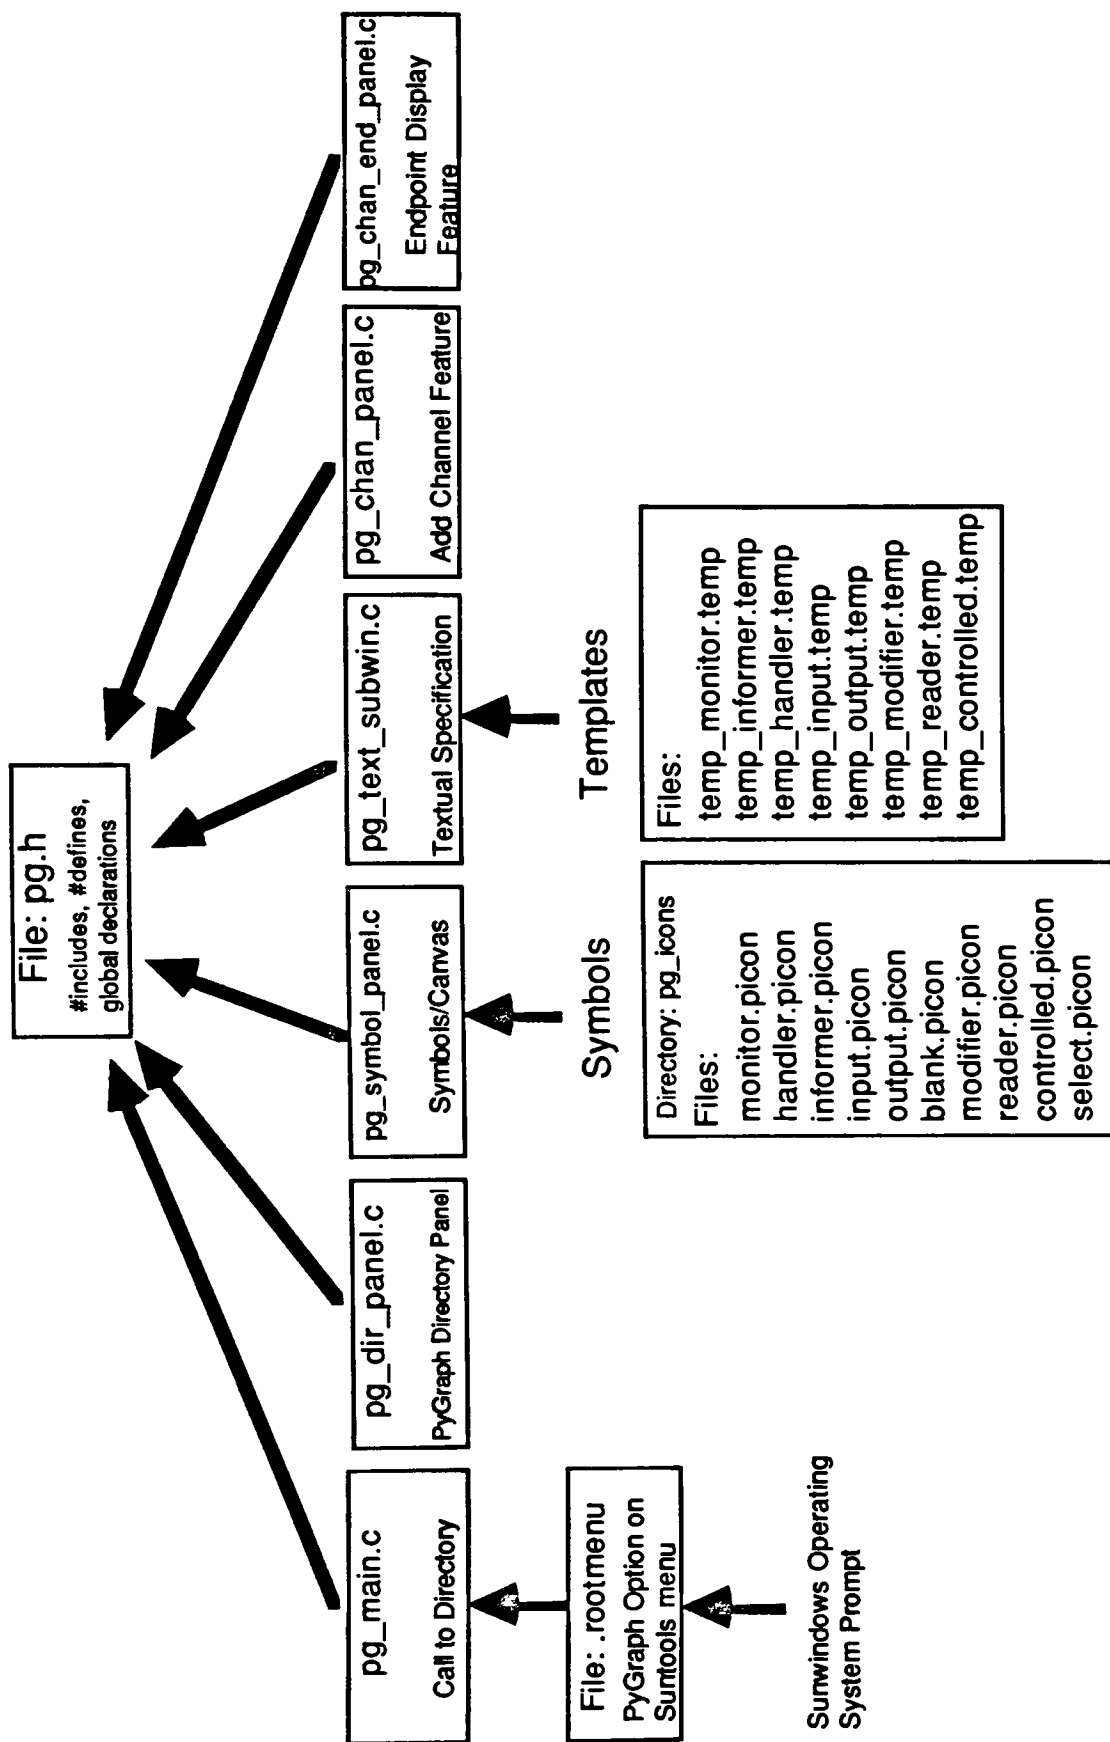 File: pg.h
#includes, #defines,
global declarations
pg_main.c
Call to Directory
pg_dir_panel.c
PyGraph Directory Panel
pg_symbol_panel.c
Symbols/Canvas
pg_text_subwin.c
Textual Specification
pg_chan_panel.c
Add Channel Feature
pg_chan_end_panel.c
Endpoint Display
Feature
File: .rootmenu
PyGraph Option on
Suntools menu
Sunwindows Operating
System Prompt
Symbols
Directory: pg_icons
Files:
monitor.picon
handler.picon
informer.picon
input.picon
output.picon
blank.picon
modifier.picon
reader.picon
controlled.picon
select.picon
Templates
Files:
temp_monitor.temp
temp_informer.temp
temp_handler.temp
temp_input.temp
temp_output.temp
temp_modifier.temp
temp_reader.temp
temp_controlled.temp